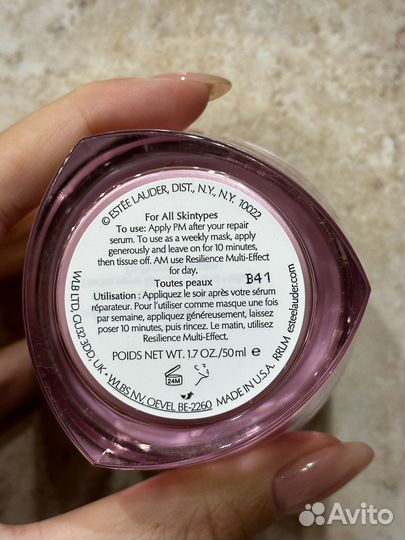 © ESTĒE LAUDER, DIST., N.Y., N.Y. 10022
For All Skintypes
To use: Apply PM after your repair
serum. To use as a weekly mask, apply
generously and leave on for 10 minutes,
then tissue off. AM use Resilience Multi-Effect
for day.
Toutes peaux
B41
Utilisation : Appliquez le soir après votre sérum
réparateur. Pour l'utiliser comme masque une fois
par semaine, appliquez généreusement, laissez
poser 10 minutes, puis rincez. Le matin, utilisez
Resilience Multi-Effect.
POIDS NET WT. 1.7 OZ./50 ml e
24M
WLB LTD, GU32 3DD, UK • WLBS, NV, OEVEL BE-2260
MADE IN U.S.A. RRLM esteelauder.com
Avito